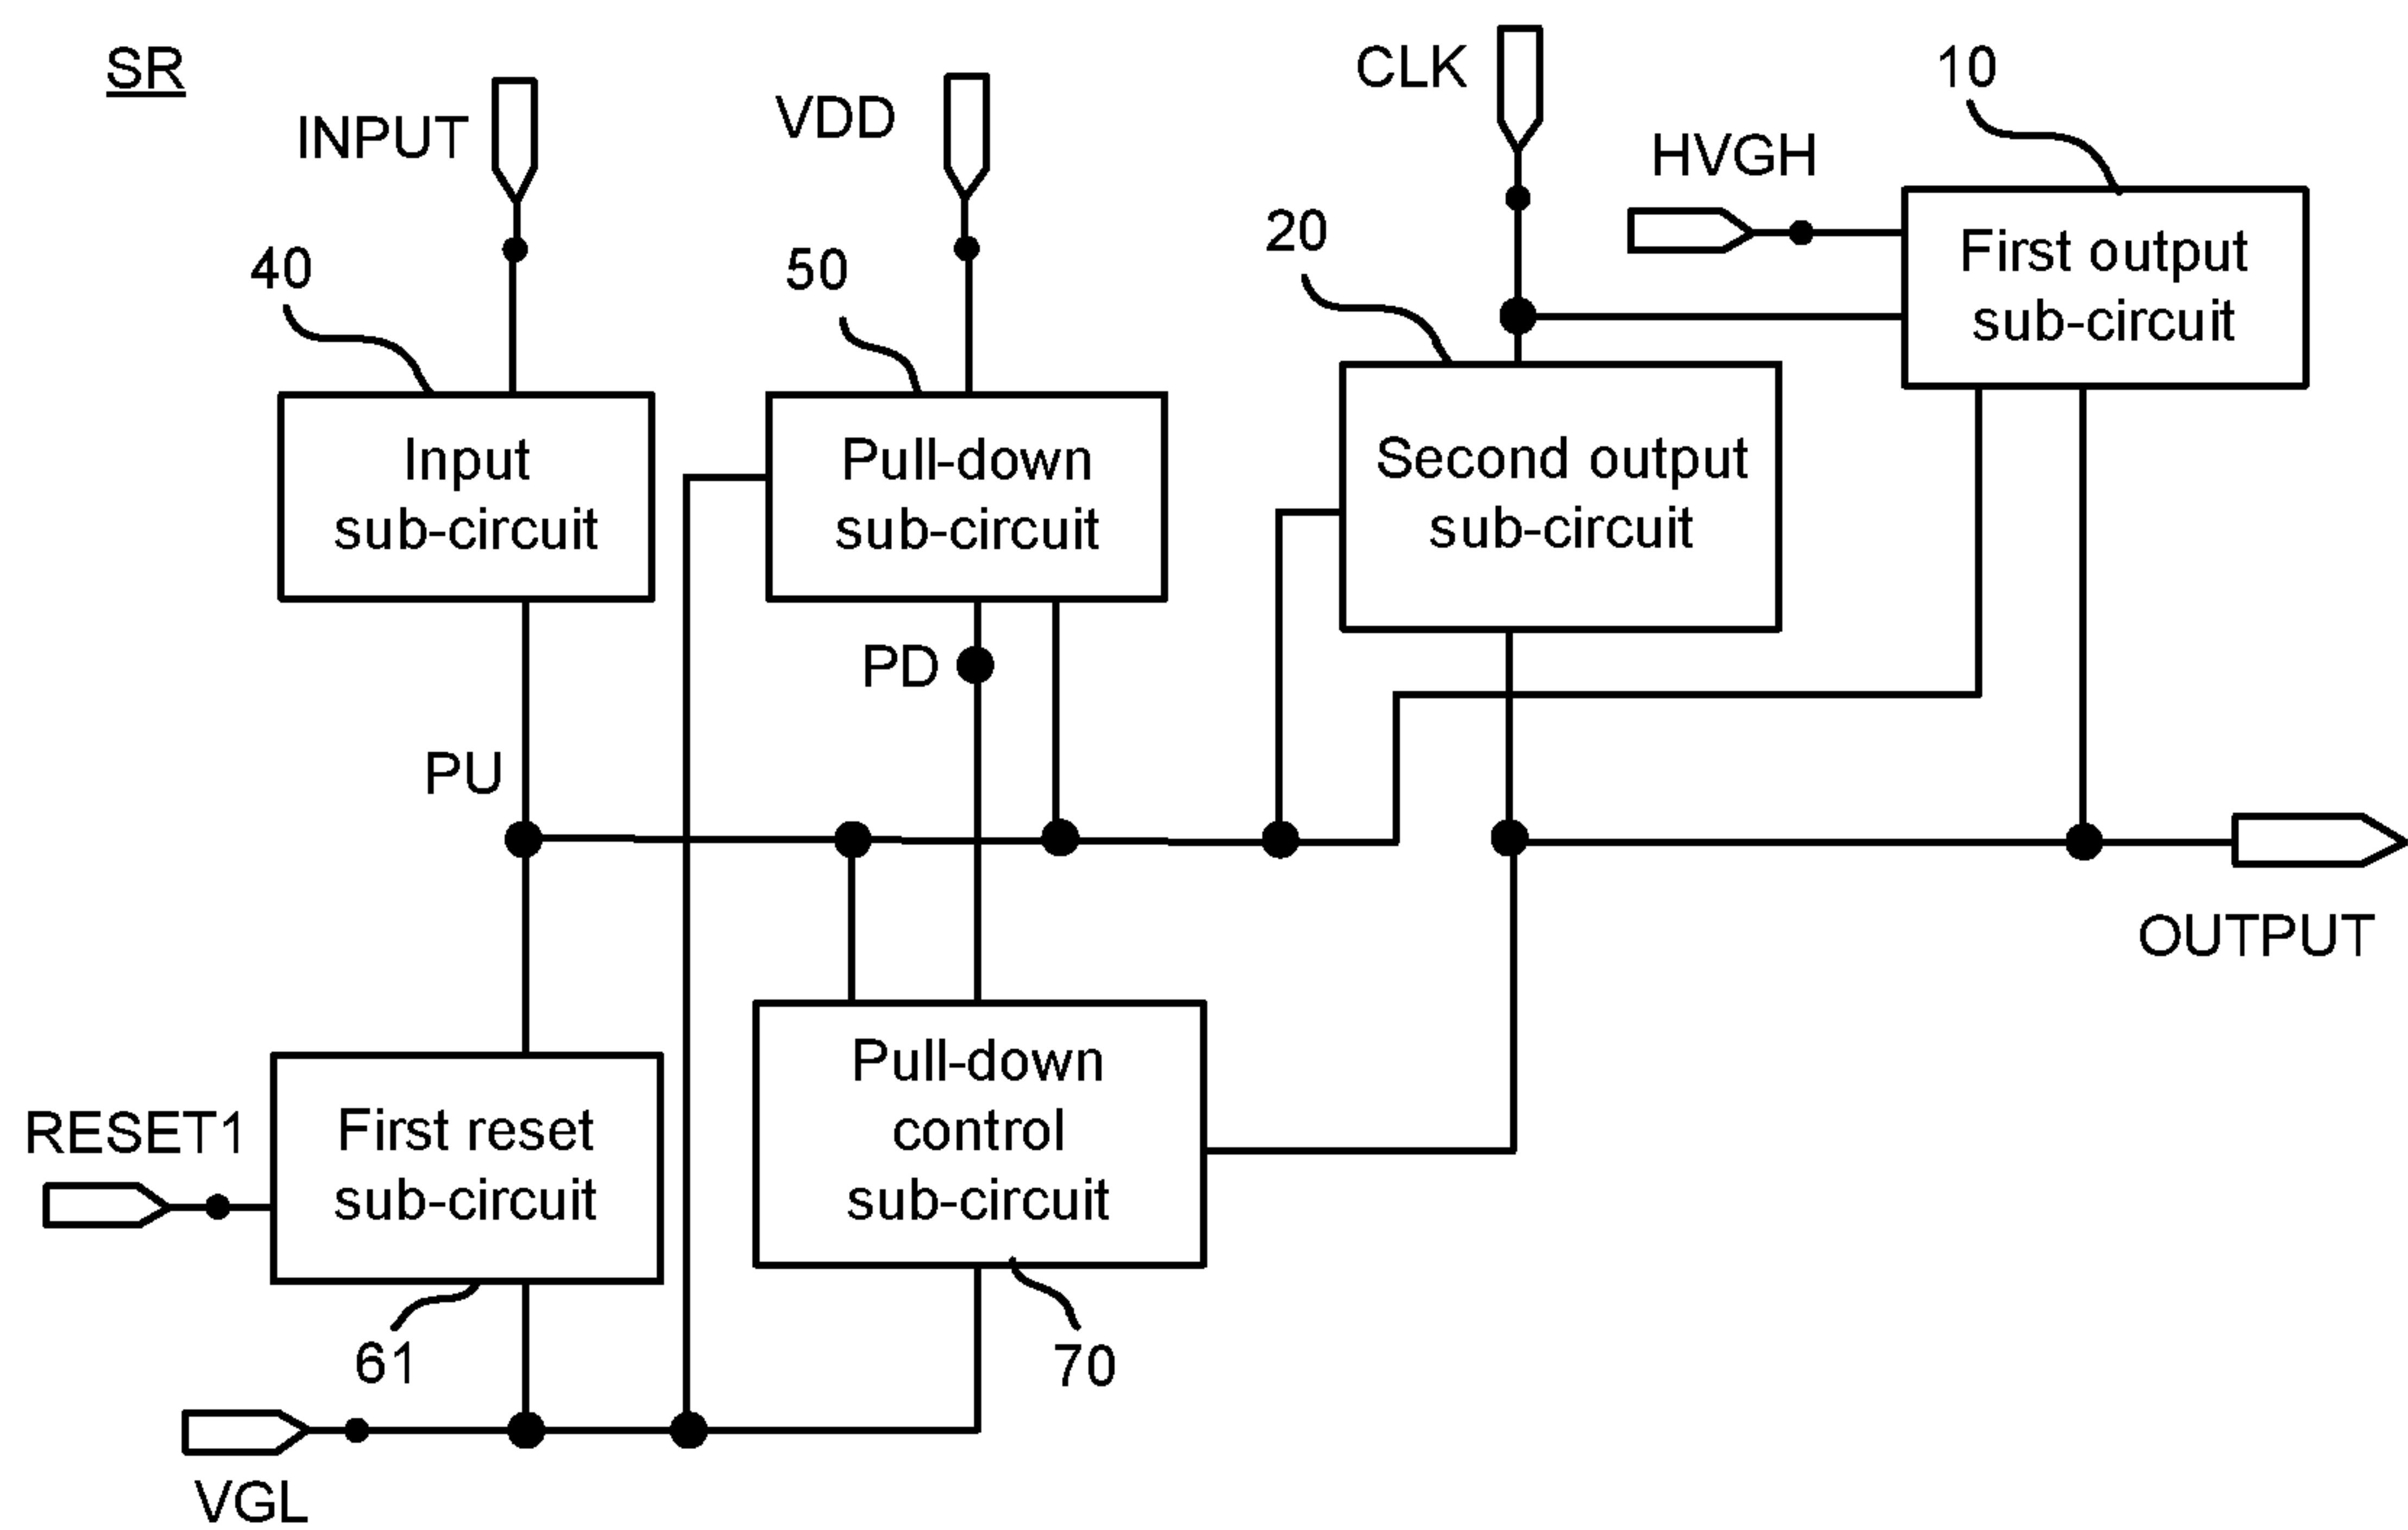 SR
INPUT
VDD
CLK
10
HVGH
40
50
20
First output
sub-circuit
Input
sub-circuit
Pull-down
sub-circuit
Second output
sub-circuit
PD
PU
OUTPUT
RESET1
First reset
sub-circuit
Pull-down
control
sub-circuit
61
70
VGL